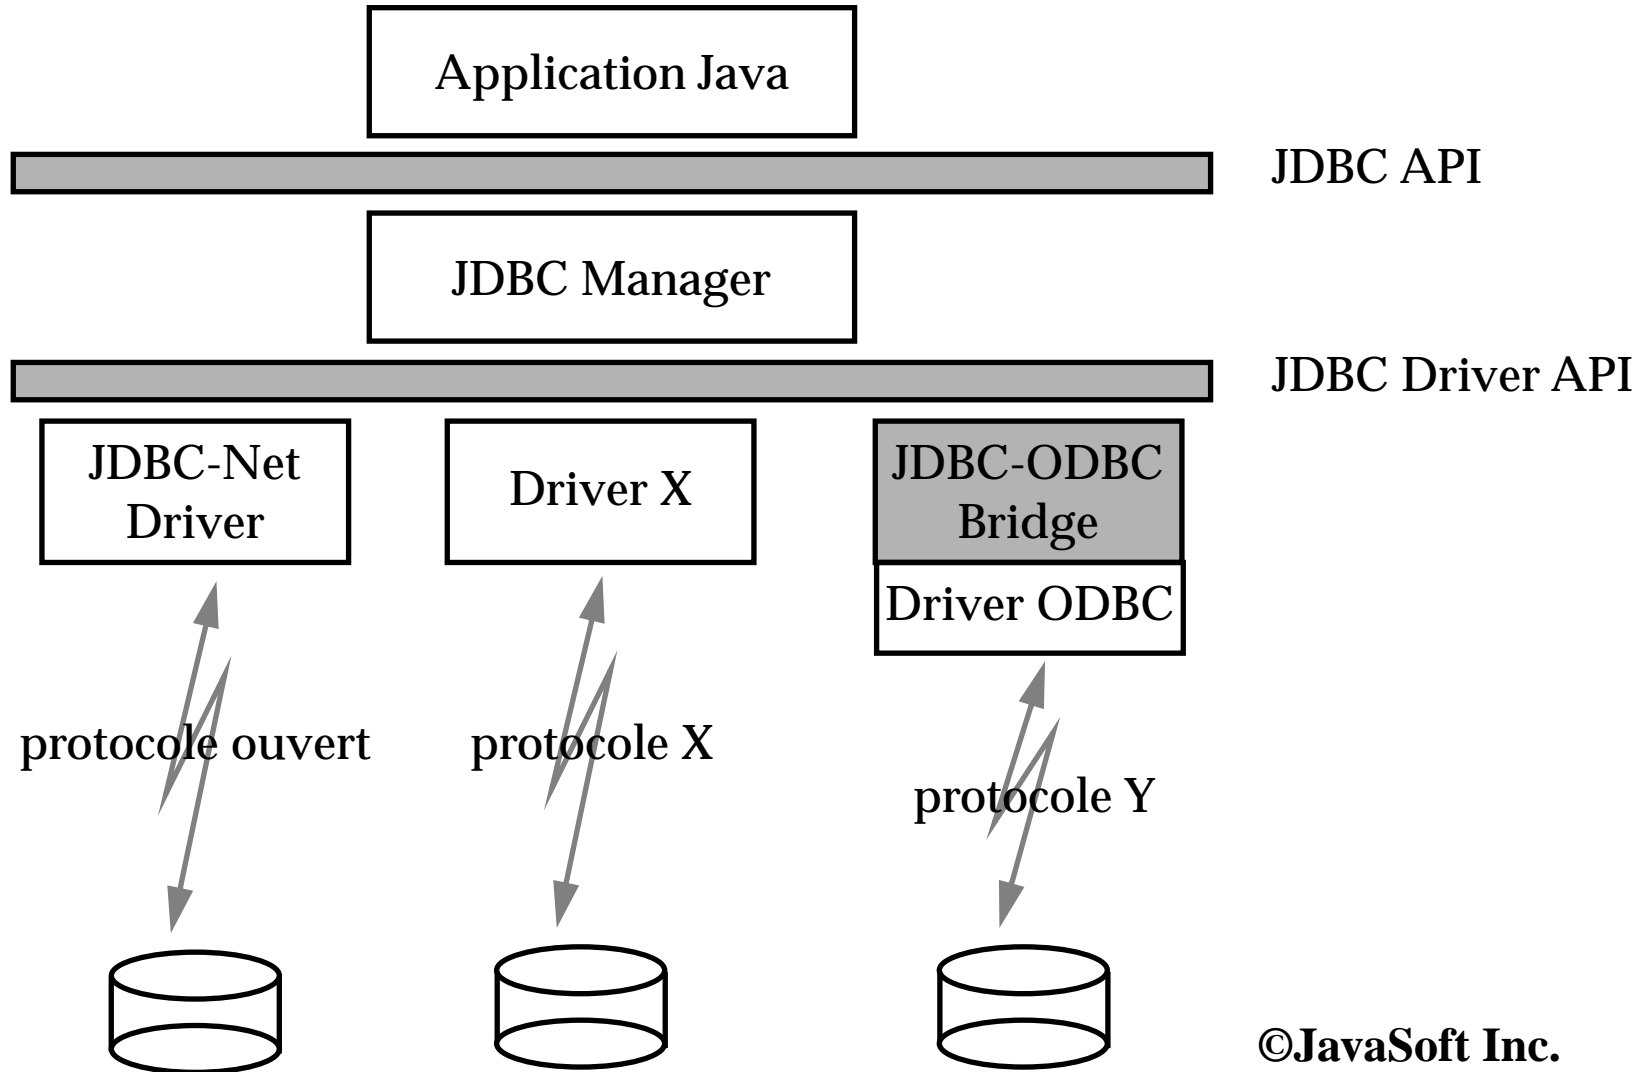 Application Java
JDBC API
JDBC Manager
JDBC Driver API
JDBC-Net
Driver
Driver X
JDBC-ODBC
Bridge
Driver ODBC
protocole ouvert
protocole X
protocole Y
©JavaSoft Inc.